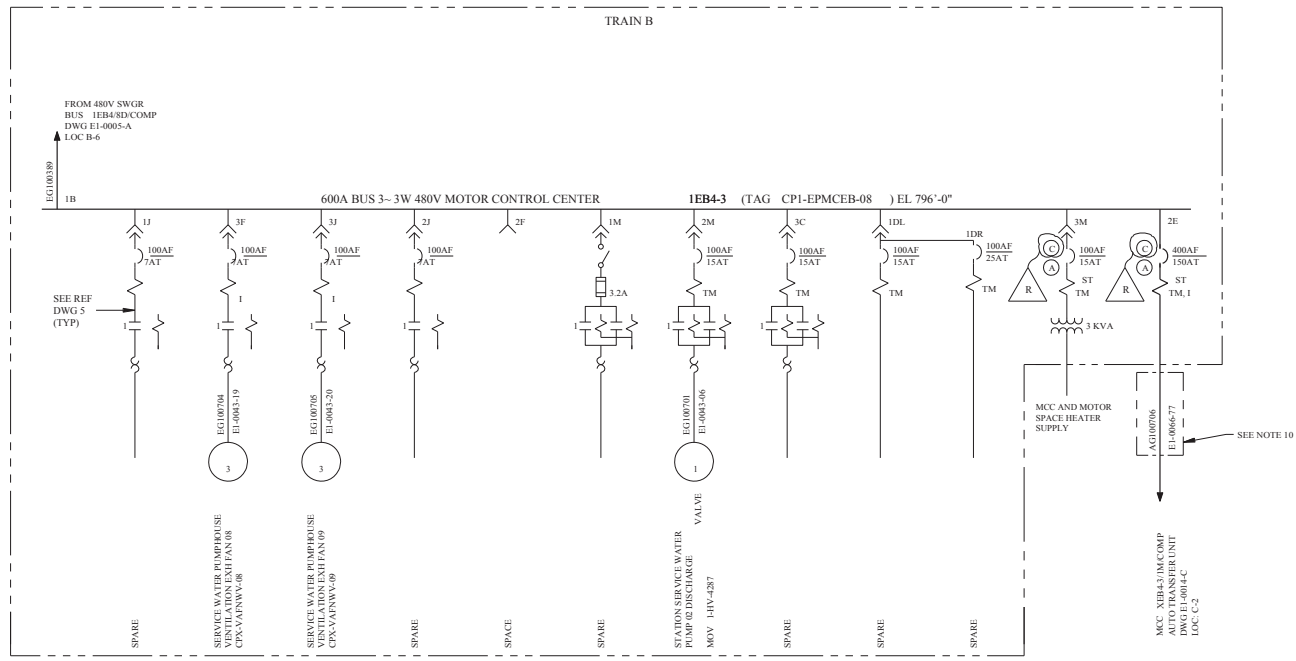 TRAIN B
FROM 480V SWGR
BUS 1EB4/8D/COMP
DWG E1-0005-A
LOC B-6
EG100389
1B
600A BUS 3~ 3W 480V MOTOR CONTROL CENTER 1EB4-3 (TAG CP1-EPMCEB-08 ) EL 796'-0"
1J
100AF
7AT
SEE REF
DWG 5
(TYP)
1
SPARE
3F
100AF
7AT
I
1
EG100704
E1-0043-19
3
SERVICE WATER PUMPHOUSE
VENTILATION EXH FAN 08
CPX-VAFNWV-08
3J
100AF
7AT
I
1
EG100705
E1-0043-20
3
SERVICE WATER PUMPHOUSE
VENTILATION EXH FAN 09
CPX-VAFNWV-09
2J
100AF
7AT
1
SPARE
2F
SPACE
1M
3.2A
1
SPARE
2M
100AF
15AT
TM
1
EG100701
E1-0043-06
1
VALVE
STATION SERVICE WATER
PUMP 02 DISCHARGE
MOV 1-HV-4287
3C
100AF
15AT
TM
1
SPARE
1DL
100AF
15AT
TM
SPARE
1DR
100AF
25AT
TM
SPARE
3M
C
A
R
100AF
15AT
ST
TM
3 KVA
MCC AND MOTOR
SPACE HEATER
SUPPLY
2E
C
A
R
400AF
150AT
ST
TM, I
AG100706
E1-0066-77
SEE NOTE 10
MCC XEB4-3/1M/COMP
AUTO TRANSFER UNIT
DWG E1-0014-C
LOC: C-2